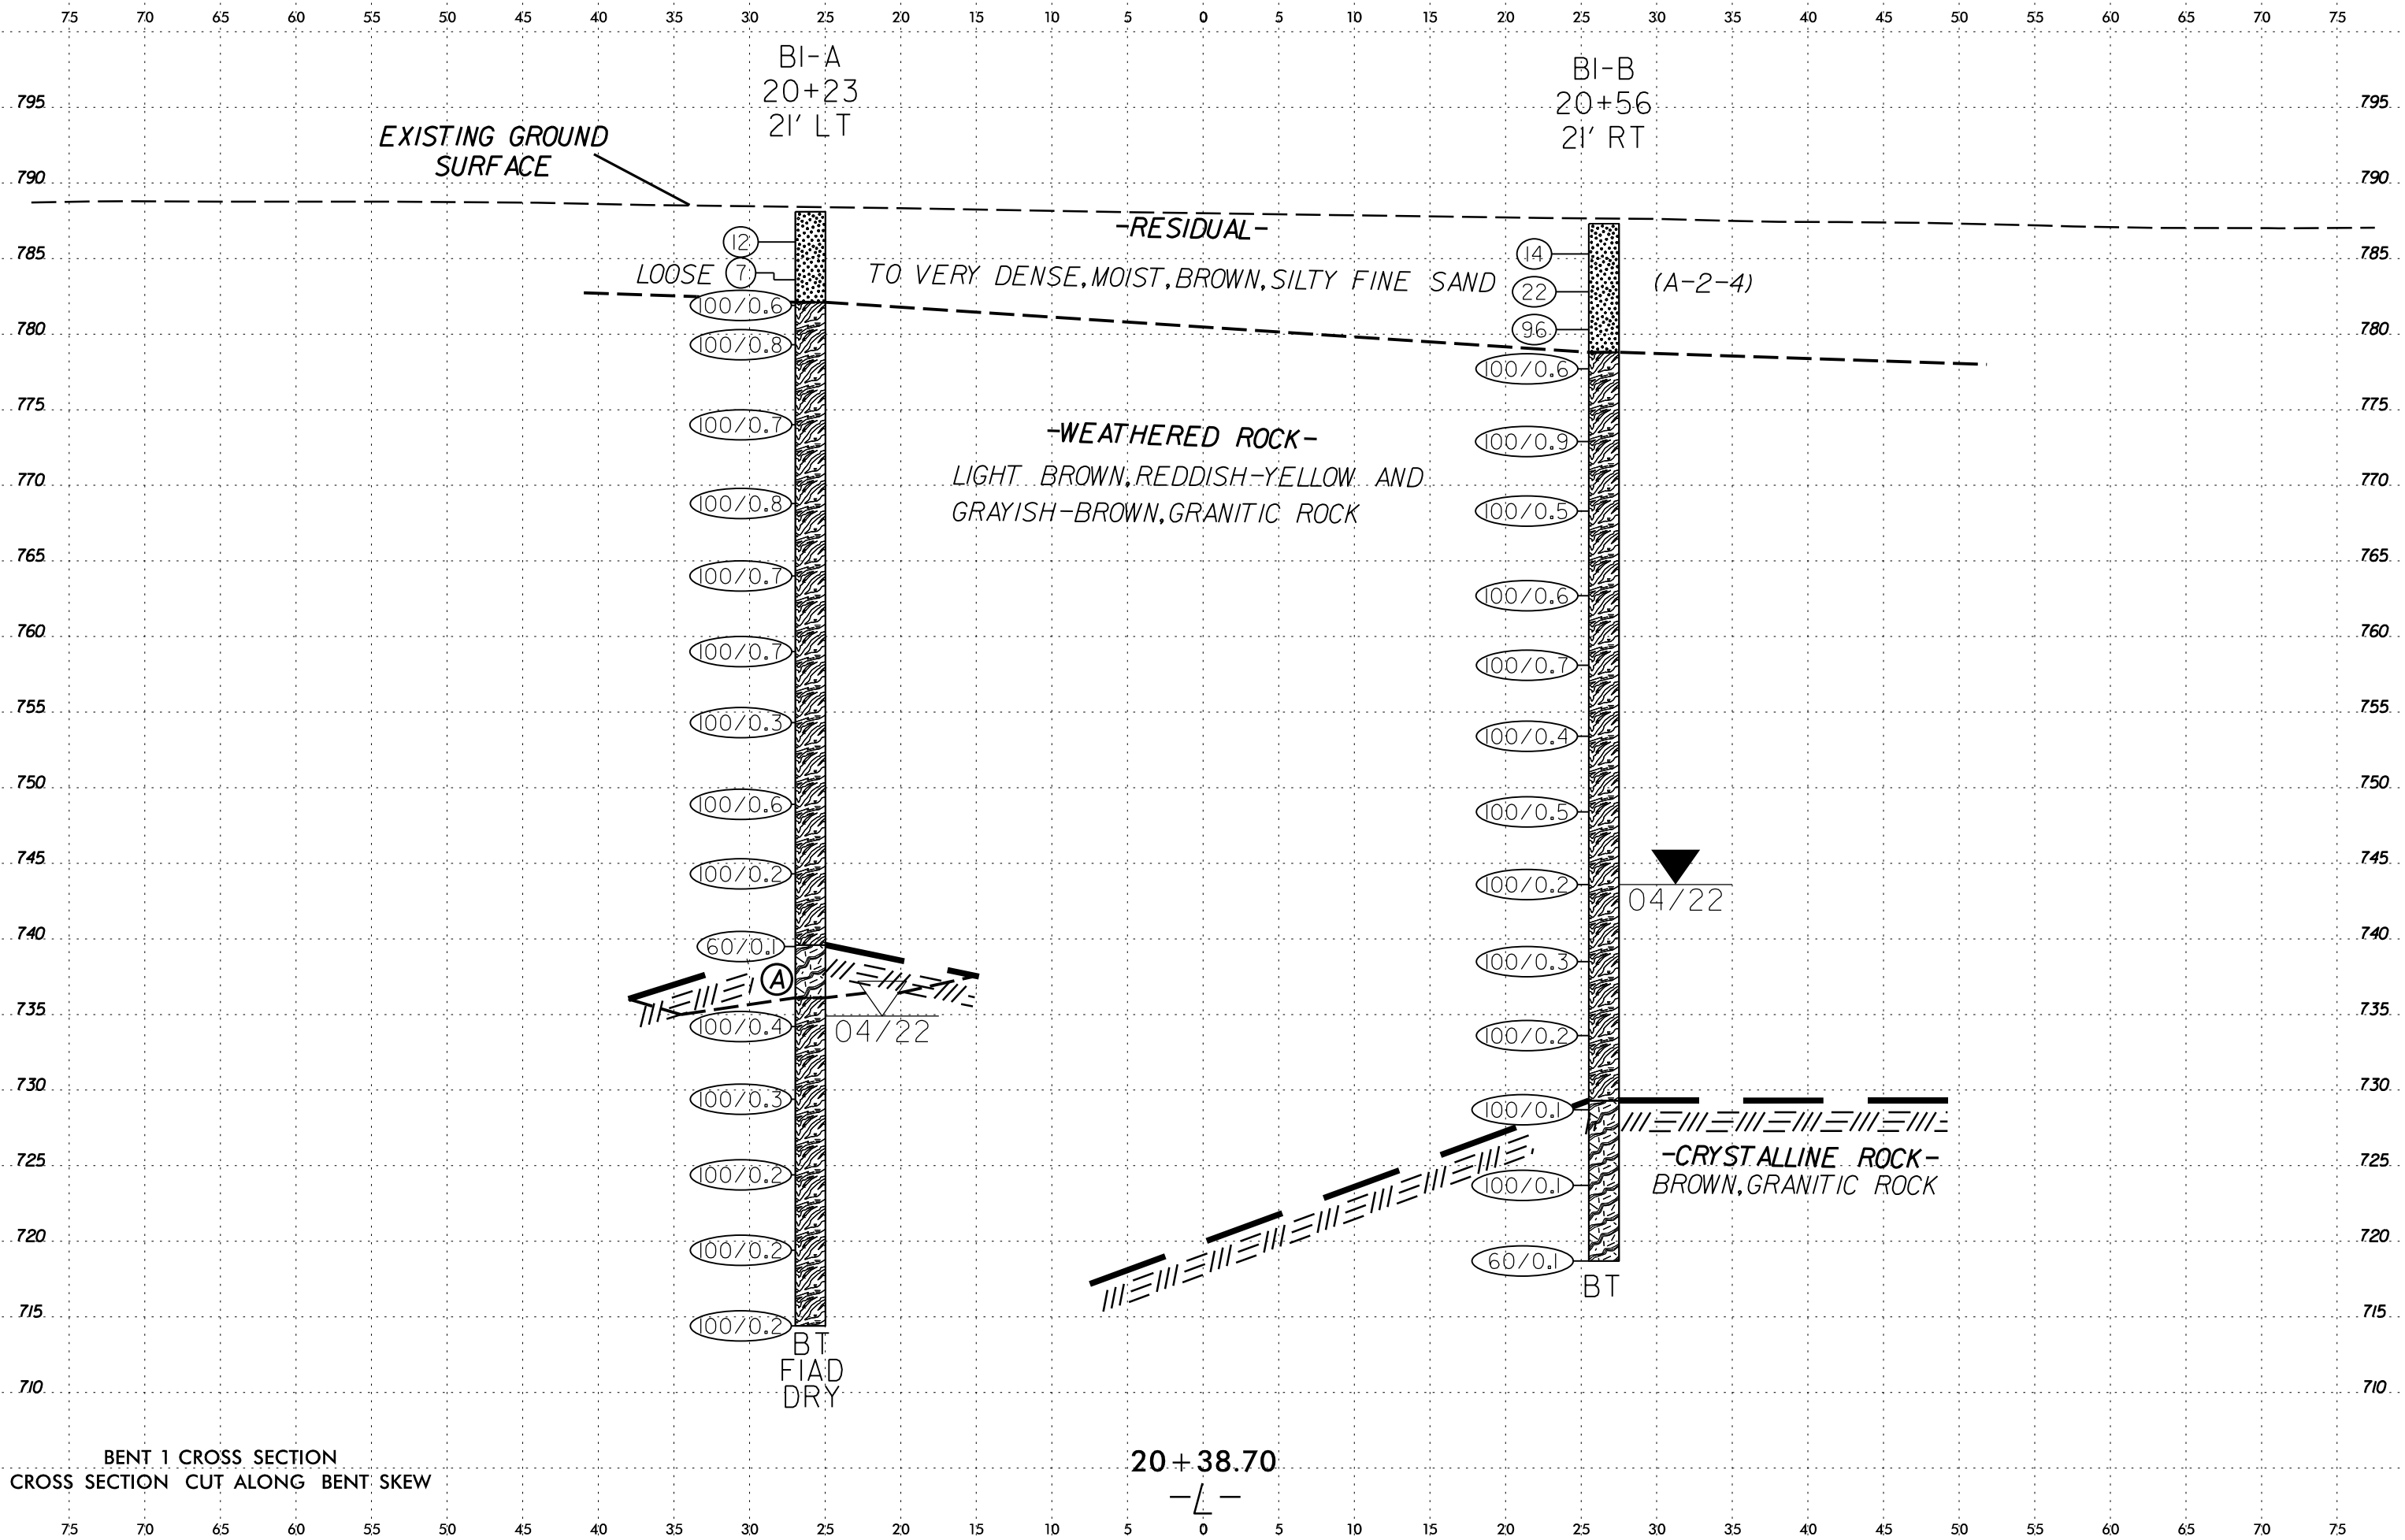 75 70 65 60 55 50 45 40 35 30 25 20 15 10 5 0 5 10 15 20 25 30 35 40 45 50 55 60 65 70 75
B1-A
20+23
21' LT
B1-B
20+56
21' RT
795 795
EXISTING GROUND
SURFACE
790 790
-RESIDUAL-
12
14
785 785
LOOSE 7 TO VERY DENSE, MOIST, BROWN, SILTY FINE SAND (A-2-4)
22
100/0.6
96
780 780
100/0.8
100/0.6
775 775
100/0.7
-WEATHERED ROCK-
100/0.9
LIGHT BROWN, REDDISH-YELLOW AND
770 770
100/0.8
GRAYISH-BROWN, GRANITIC ROCK
100/0.5
765 765
100/0.7
100/0.6
760 760
100/0.7
100/0.7
755 755
100/0.3
100/0.4
750 750
100/0.6
100/0.5
745 745
100/0.2
100/0.2
04/22
740 740
60/0.1
100/0.3
A
735 735
100/0.4
04/22
100/0.2
730 730
100/0.3
100/0.1
-CRYSTALLINE ROCK-
BROWN, GRANITIC ROCK
725 725
100/0.2
100/0.1
720 720
100/0.2
60/0.1
BT
715 715
100/0.2
BT
FIAD
DRY
710 710
BENT 1 CROSS SECTION
CROSS SECTION CUT ALONG BENT SKEW
20+38.70
-L-
75 70 65 60 55 50 45 40 35 30 25 20 15 10 5 0 5 10 15 20 25 30 35 40 45 50 55 60 65 70 75